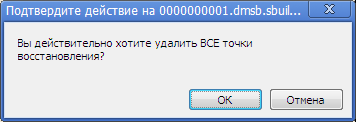 Подтвердите действие на 0000000001.dmsb.sbuil...
Вы действительно хотите удалить ВСЕ точки
восстановления?
OK
Отмена